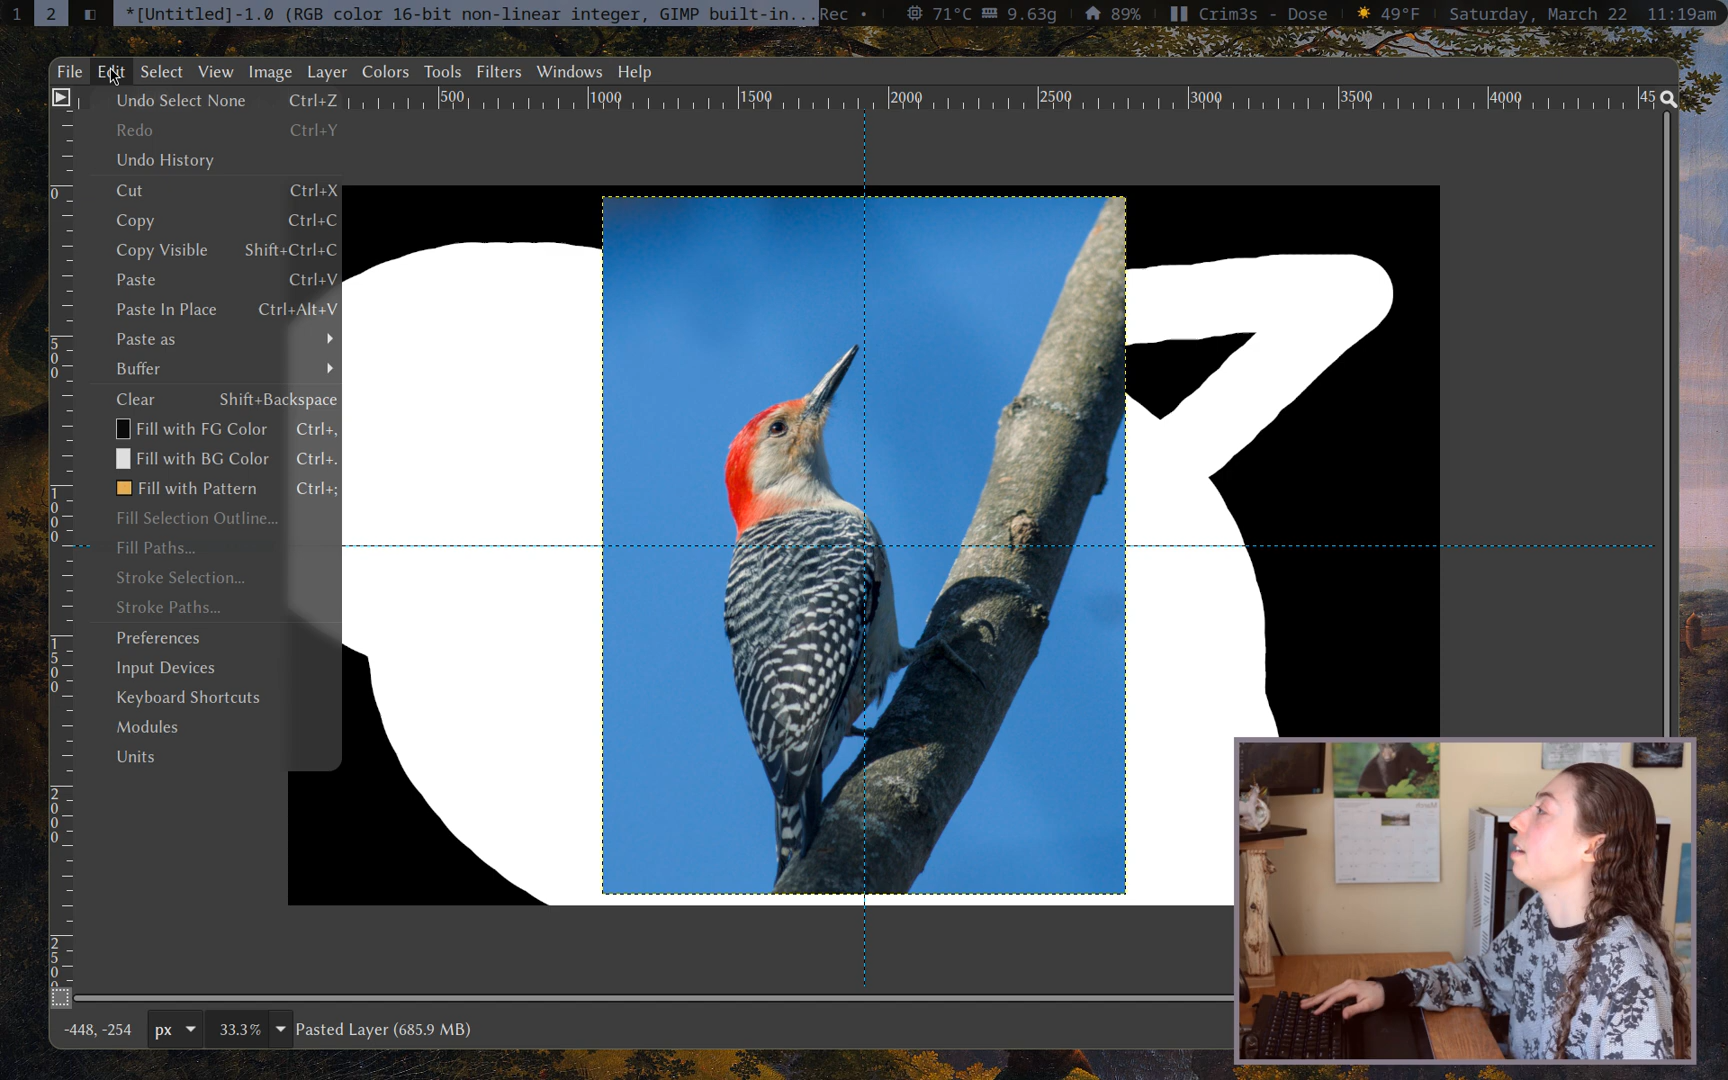 1 2 *[Untitled]-1.0 (RGB color 16-bit non-linear integer, GIMP built-in... Rec • 71°C 9.63g 89% Crim3s - Dose 49°F Saturday, March 22 11:19am
File Edit Select View Image Layer Colors Tools Filters Windows Help
500 1000 1500 2000 2500 3000 3500 4000 45
Undo Select None Ctrl+Z
Redo Ctrl+Y
Undo History
Cut Ctrl+X
Copy Ctrl+C
Copy Visible Shift+Ctrl+C
Paste Ctrl+V
Paste In Place Ctrl+Alt+V
Paste as
Buffer
Clear Shift+Backspace
Fill with FG Color Ctrl+,
Fill with BG Color Ctrl+.
Fill with Pattern Ctrl+;
Fill Selection Outline...
Fill Paths...
Stroke Selection...
Stroke Paths...
Preferences
Input Devices
Keyboard Shortcuts
Modules
Units
0
500
1000
1500
2000
250
-448, -254 px 33.3% Pasted Layer (685.9 MB)